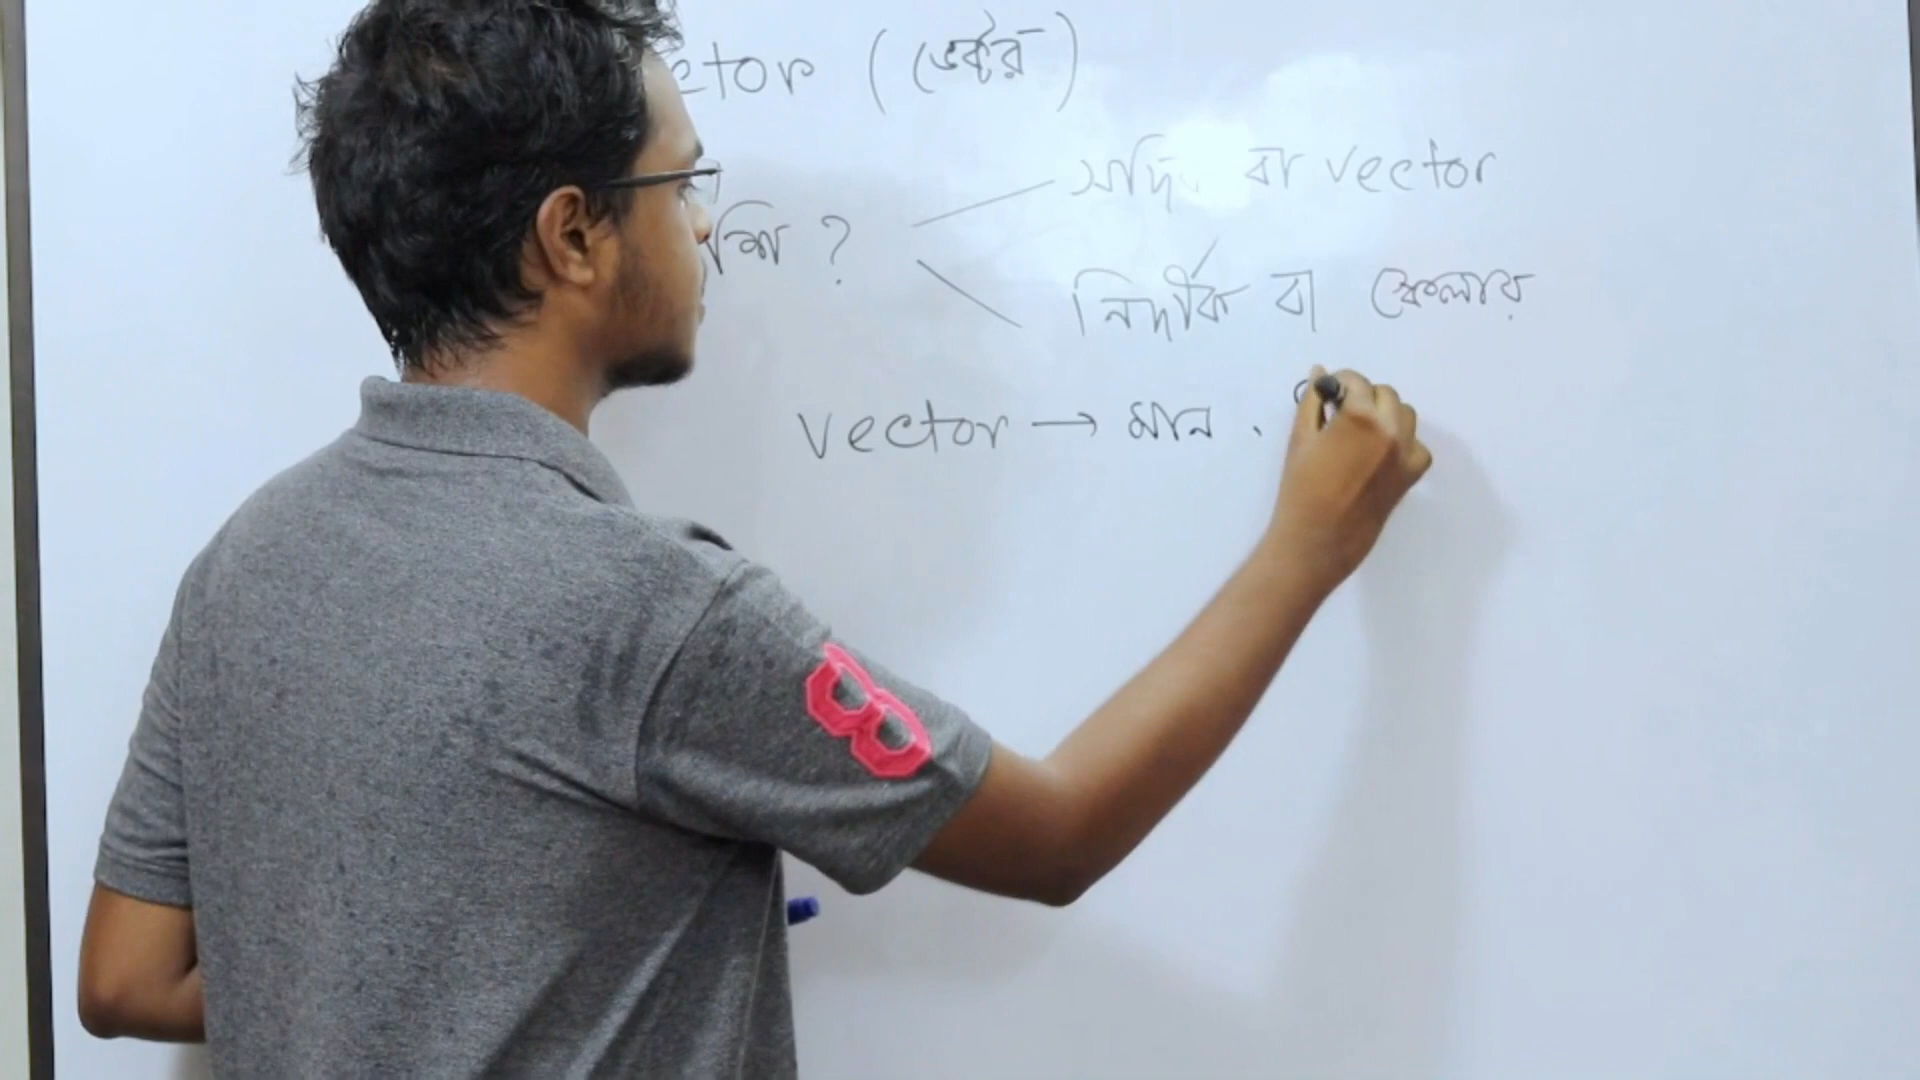 ctor (ভেক্টর)
সদিক বা vector
শি ?
নির্দীক বা স্কেলার
vector → মান .